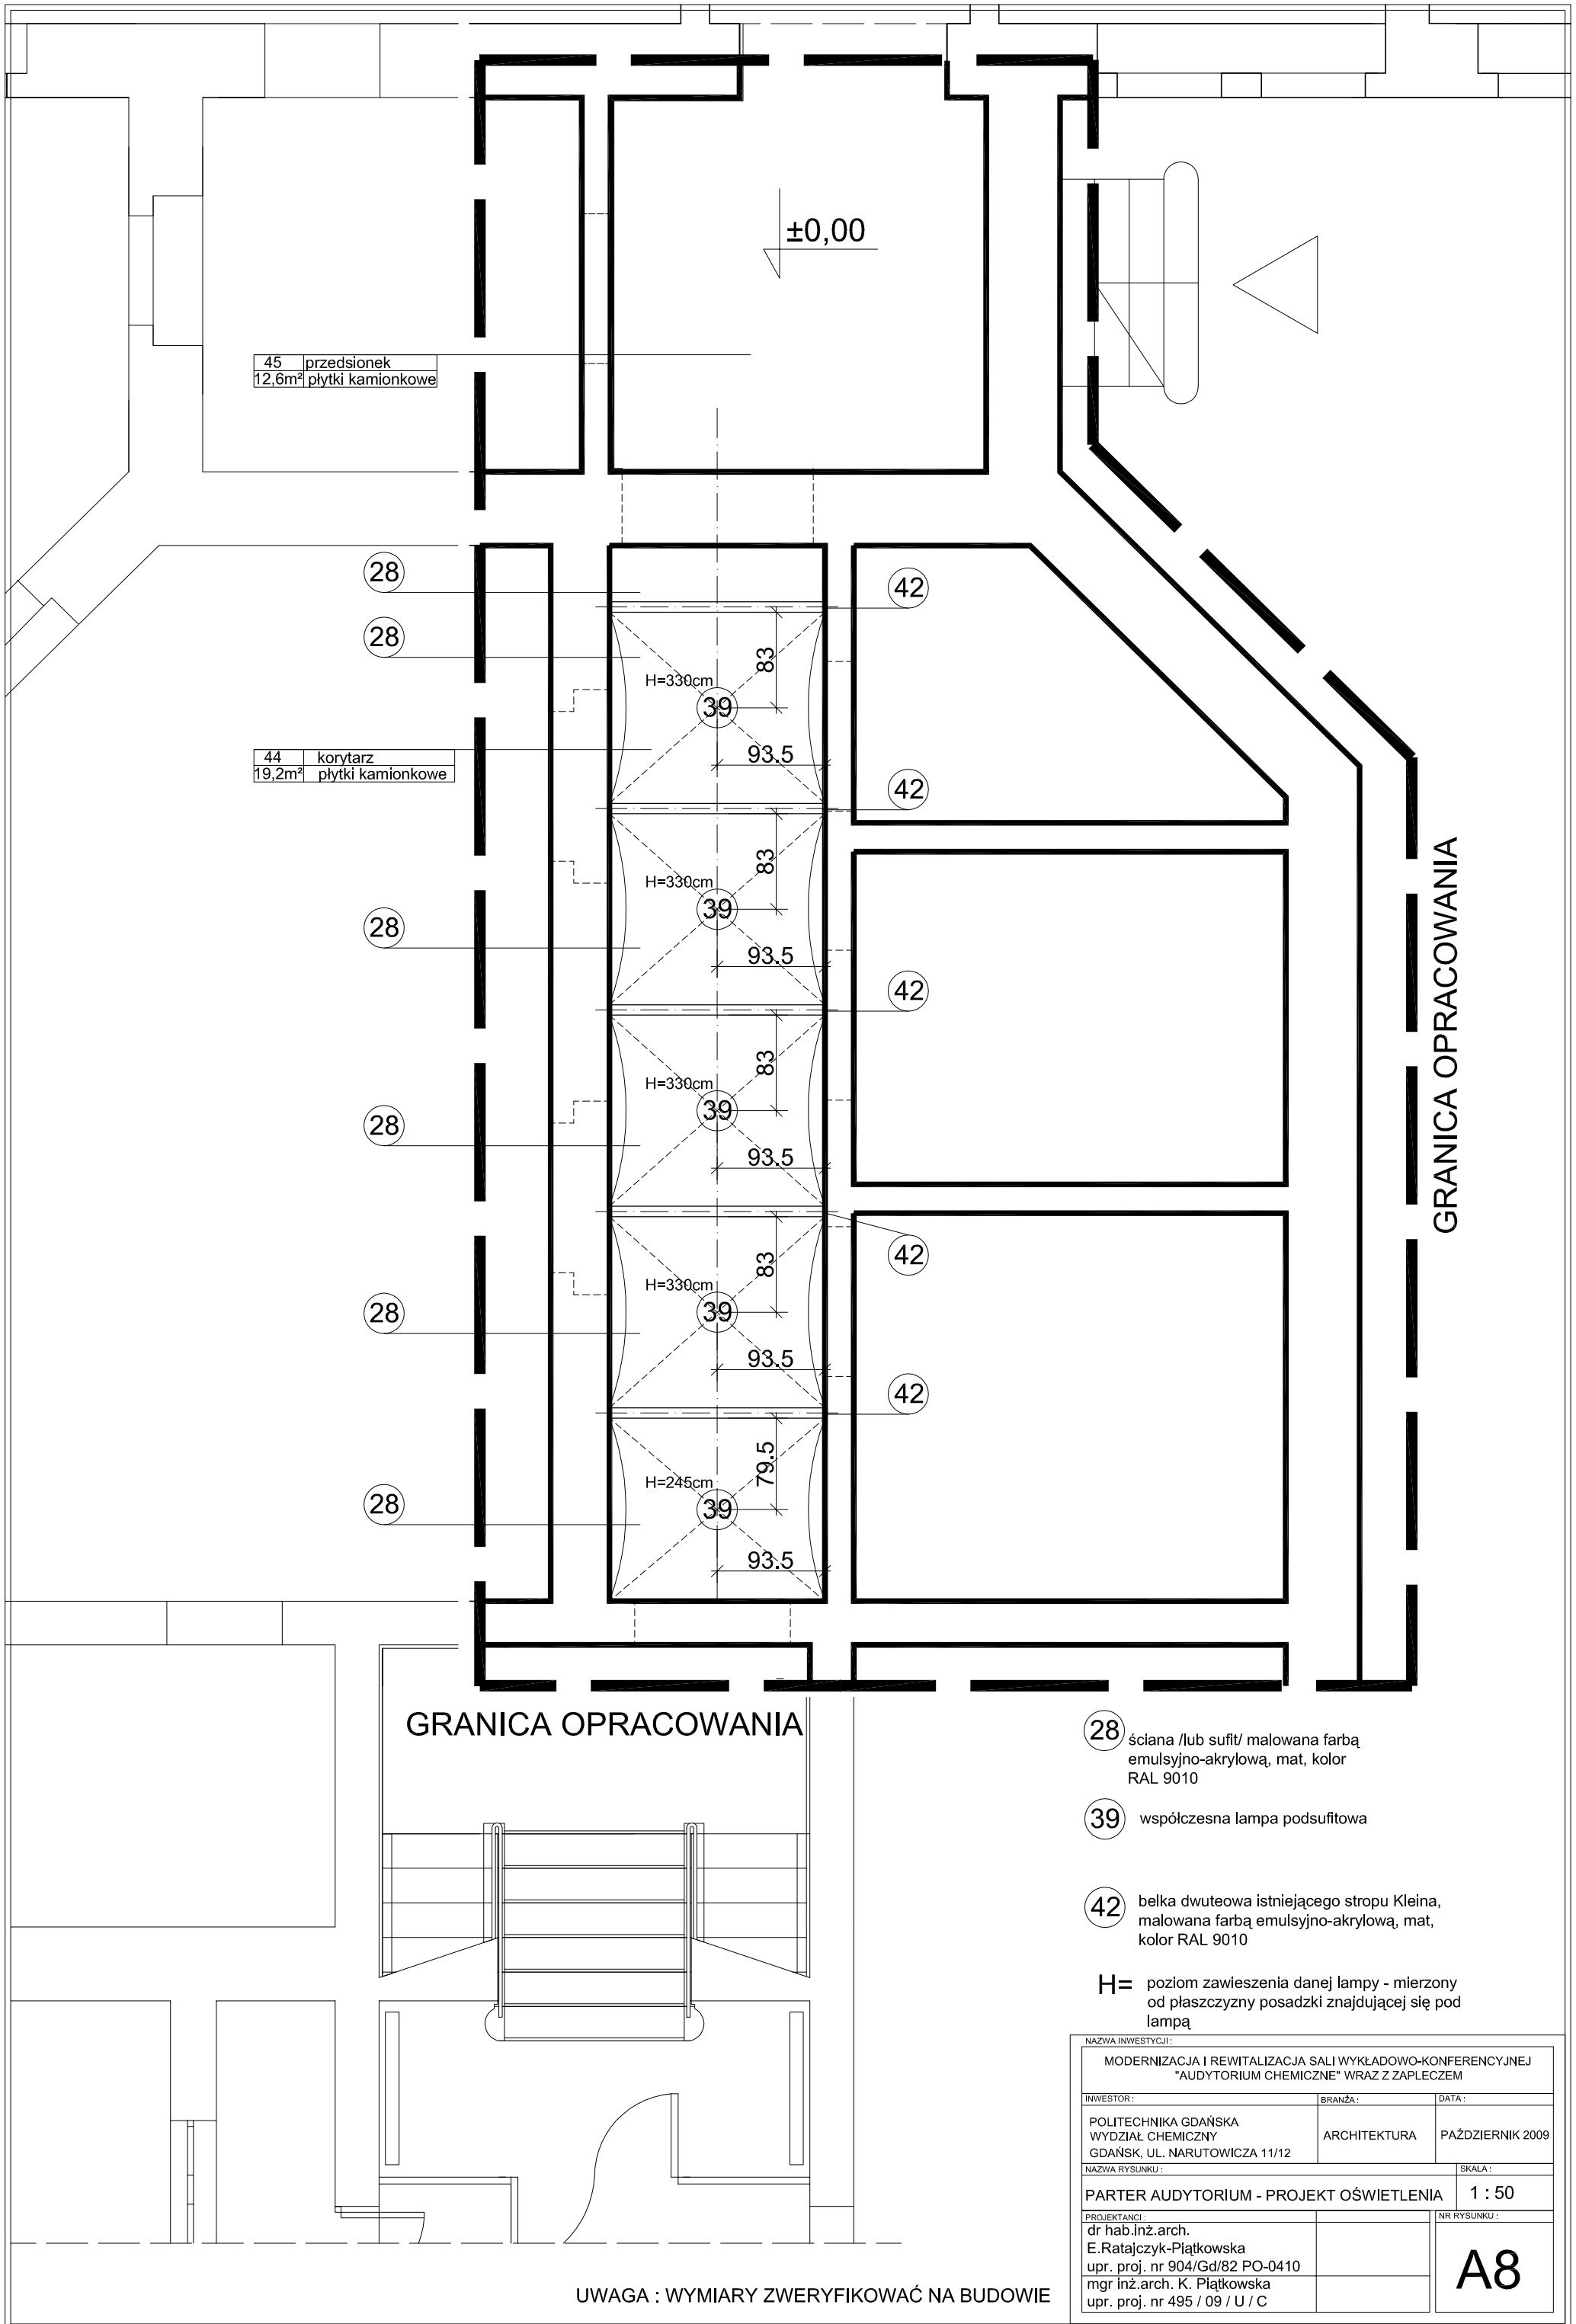 ±0,00
45 przedsionek
12,6m² płytki kamionkowe
28
42
28
83
H=330cm
39
44 korytarz
19,2m² płytki kamionkowe
93.5
42
83
H=330cm
39
28
93.5
42
83
H=330cm
39
28
93.5
42
83
H=330cm
39
28
93.5
42
79.5
H=245cm
39
28
93.5
GRANICA OPRACOWANIA
GRANICA OPRACOWANIA
28 ściana /lub sufit/ malowana farbą
emulsyjno-akrylową, mat, kolor
RAL 9010
39 współczesna lampa podsufitowa
42 belka dwuteowa istniejącego stropu Kleina,
malowana farbą emulsyjno-akrylową, mat,
kolor RAL 9010
H= poziom zawieszenia danej lampy - mierzony
od płaszczyzny posadzki znajdującej się pod
lampą
NAZWA INWESTYCJI :
MODERNIZACJA I REWITALIZACJA SALI WYKŁADOWO-KONFERENCYJNEJ
"AUDYTORIUM CHEMICZNE" WRAZ Z ZAPLECZEM
INWESTOR : BRANŻA : DATA :
POLITECHNIKA GDAŃSKA
WYDZIAŁ CHEMICZNY
GDAŃSK, UL. NARUTOWICZA 11/12
ARCHITEKTURA
PAŹDZIERNIK 2009
NAZWA RYSUNKU : SKALA :
PARTER AUDYTORIUM - PROJEKT OŚWIETLENIA 1 : 50
PROJEKTANCI : NR RYSUNKU :
dr hab.inż.arch.
E.Ratajczyk-Piątkowska
upr. proj. nr 904/Gd/82 PO-0410
mgr inż.arch. K. Piątkowska
upr. proj. nr 495 / 09 / U / C
A8
UWAGA : WYMIARY ZWERYFIKOWAĆ NA BUDOWIE